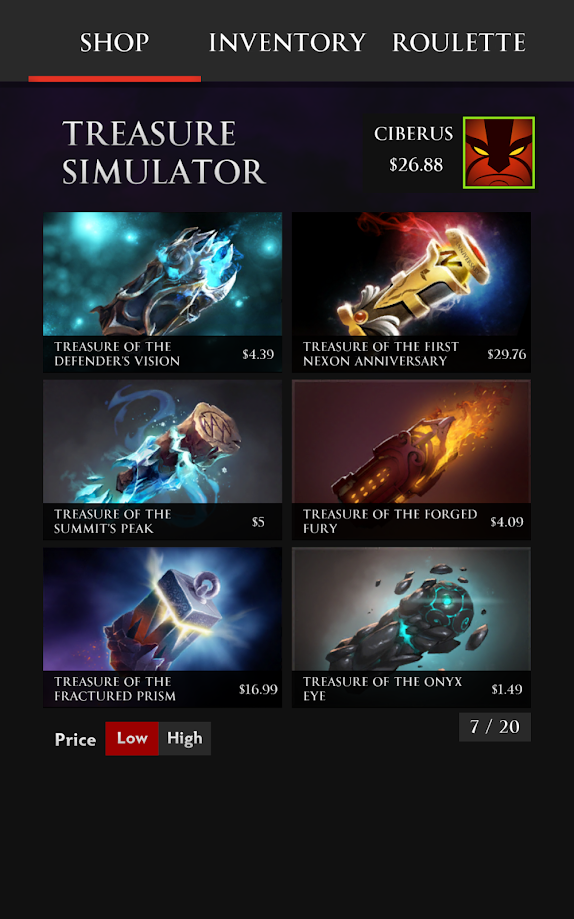 SHOP INVENTORY ROULETTE
TREASURE
SIMULATOR
CIBERUS
$26.88
TREASURE OF THE
DEFENDER'S VISION
$4.39
TREASURE OF THE FIRST
NEXON ANNIVERSARY
$29.76
TREASURE OF THE
SUMMIT'S PEAK
$5
TREASURE OF THE FORGED
FURY
$4.09
TREASURE OF THE
FRACTURED PRISM
$16.99
TREASURE OF THE ONYX
EYE
$1.49
Price Low High
7 / 20